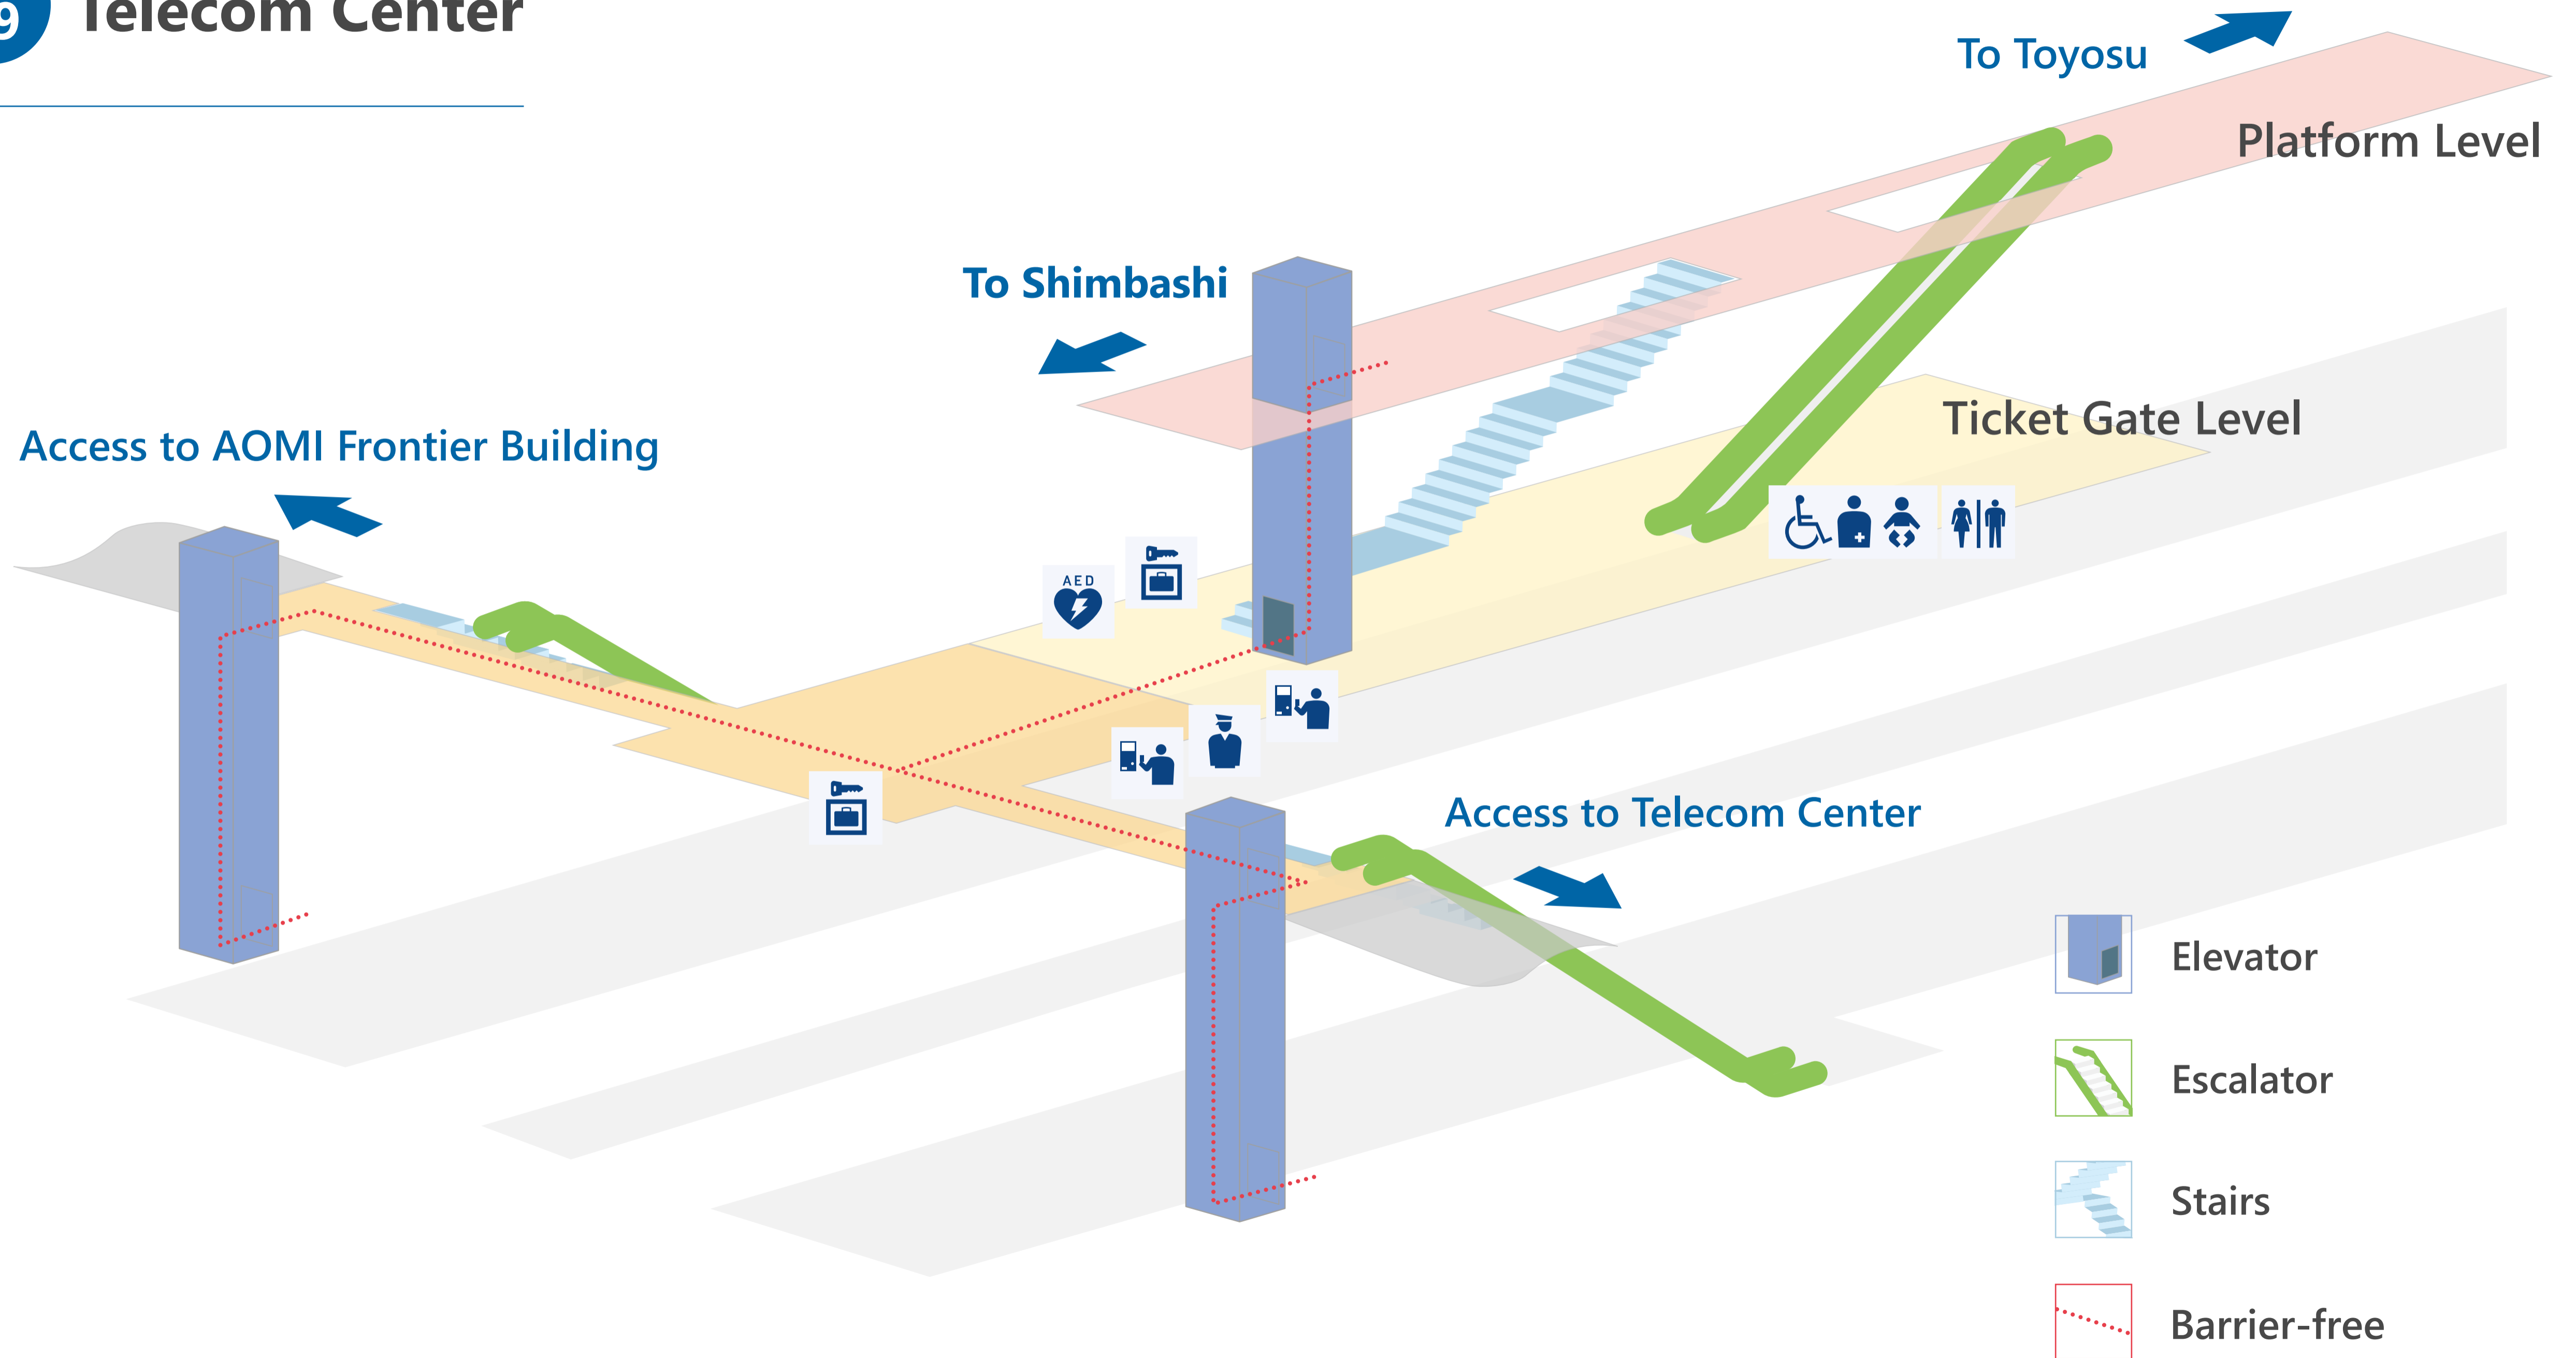 9 Telecom Center
To Toyosu
Platform Level
To Shimbashi
Ticket Gate Level
Access to AOMI Frontier Building
AED
Access to Telecom Center
Elevator
Escalator
Stairs
Barrier-free